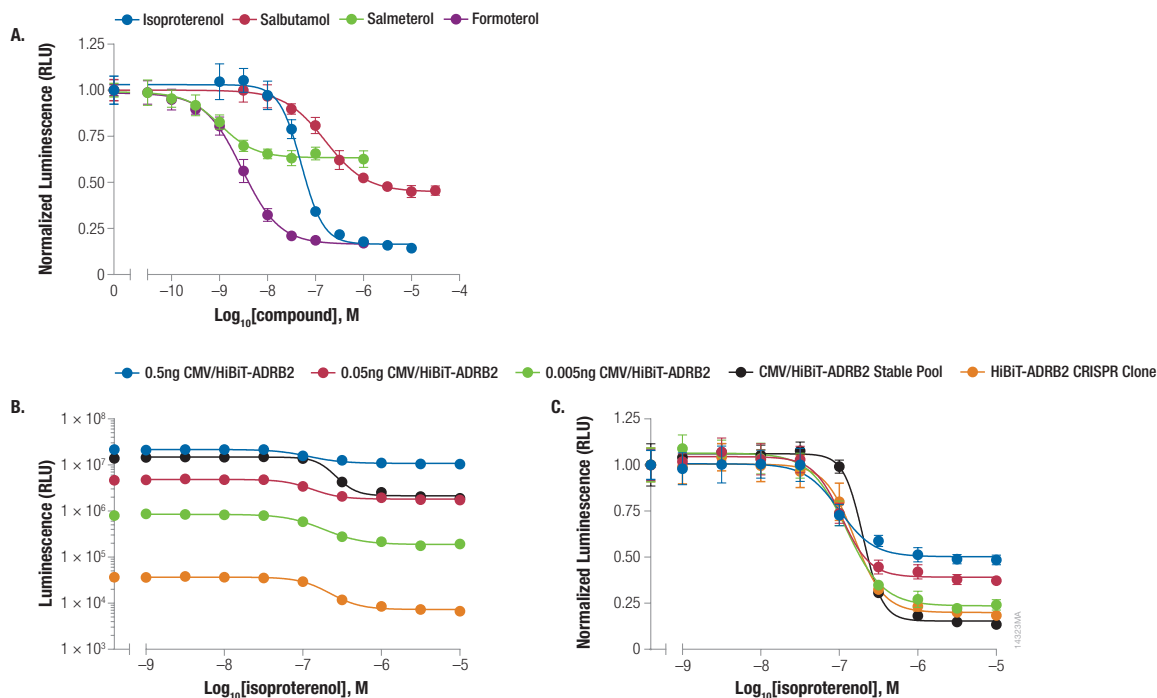 Isoproterenol Salbutamol Salmeterol Formoterol
A.
Normalized Luminescence (RLU)
1.25
1.00
0.75
0.50
0.25
0
0 –10 –9 –8 –7 –6 –5 –4
Log10[compound], M
0.5ng CMV/HiBiT-ADRB2 0.05ng CMV/HiBiT-ADRB2 0.005ng CMV/HiBiT-ADRB2 CMV/HiBiT-ADRB2 Stable Pool HiBiT-ADRB2 CRISPR Clone
B.
Luminescence (RLU)
1 × 10^8
1 × 10^7
1 × 10^6
1 × 10^5
1 × 10^4
1 × 10^3
–9 –8 –7 –6 –5
Log10[isoproterenol], M
C.
Normalized Luminescence (RLU)
1.25
1.00
0.75
0.50
0.25
0
–9 –8 –7 –6 –5
Log10[isoproterenol], M
14323MA